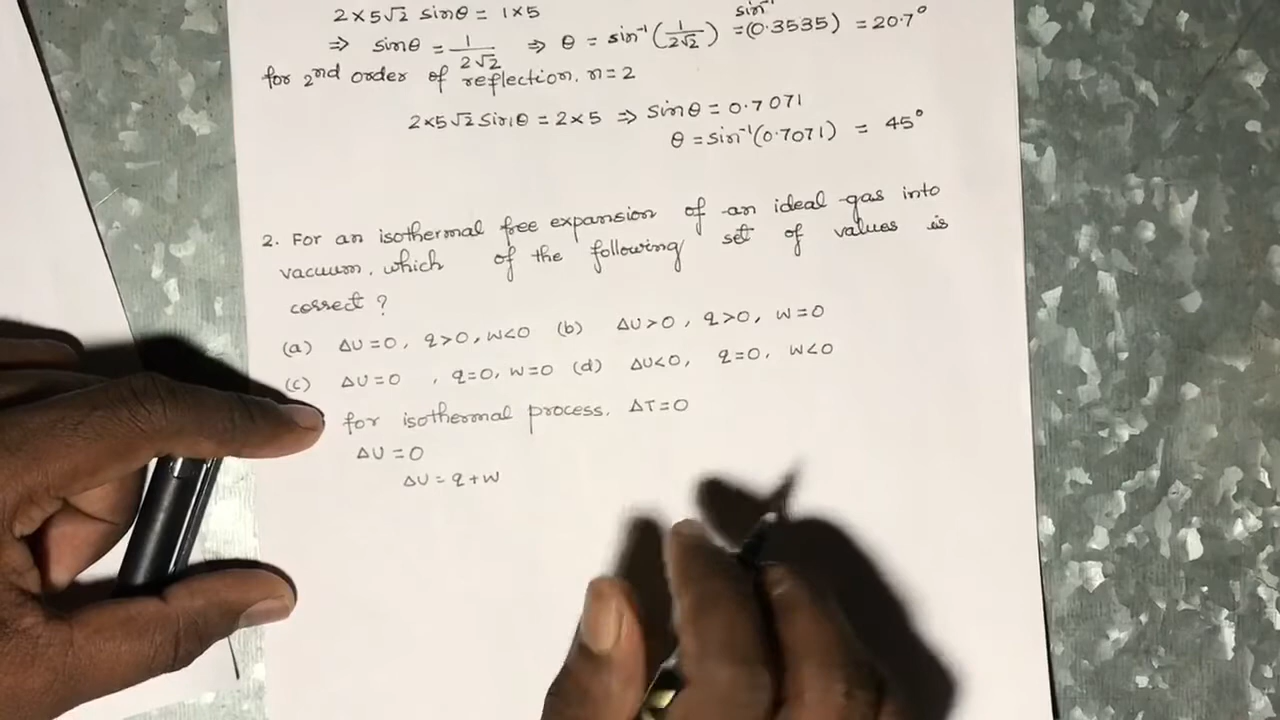 2×5√2 sinθ = 1×5
⇒ sinθ = 1/2√2 ⇒ θ = sin⁻¹(1/2√2) = sin⁻¹(0.3535) = 20.7°
for 2nd order of reflection, n=2
2×5√2 sinθ = 2×5 ⇒ sinθ = 0.7071
θ = sin⁻¹(0.7071) = 45°
2. For an isothermal free expansion of an ideal gas into
vacuum, which of the following set of values is
correct?
(a) ΔU=0, q>0, W<0 (b) ΔU>0, q>0, W=0
(c) ΔU=0, q=0, W=0 (d) ΔU<0, q=0, W<0
for isothermal process, ΔT=0
ΔU=0
ΔU = q+W